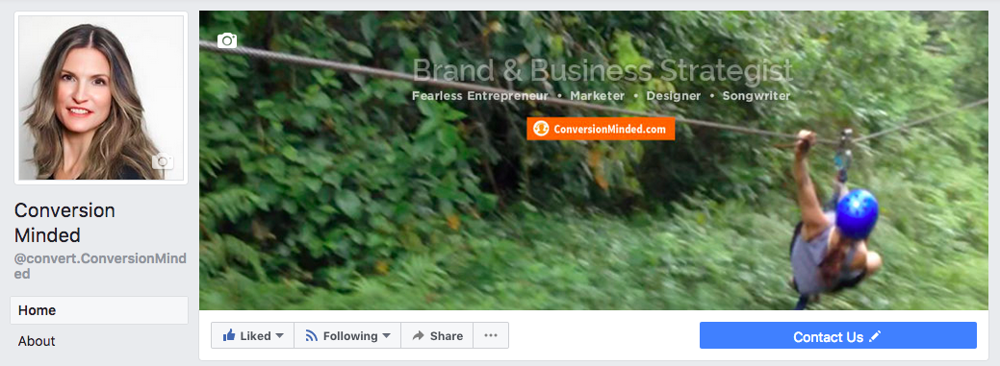 Brand & Business Strategist
Fearless Entrepreneur • Marketer • Designer • Songwriter
ConversionMinded.com
Conversion
Minded
@convert.ConversionMind
ed
Home
About
Liked
Following
Share
Contact Us